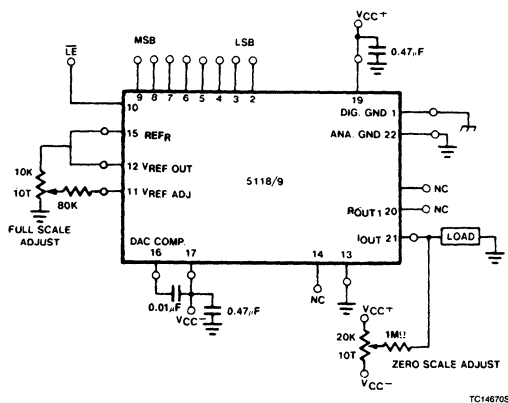 VCC+
MSB LSB
0.47µF
LE
9 8 7 6 5 4 3 2 19
10
DIG. GND 1
15 REFR
ANA. GND 22
12 VREF OUT
10K
10T
5118/9
11 VREF ADJ
80K
NC
FULL SCALE
ADJUST
ROUT1 20 NC
IOUT 21 LOAD
DAC COMP.
16 17 14 13
0.01µF 0.47µF
NC
VCC-
VCC+
20K
10T
1MΩ
ZERO SCALE ADJUST
VCC-
TC14670S